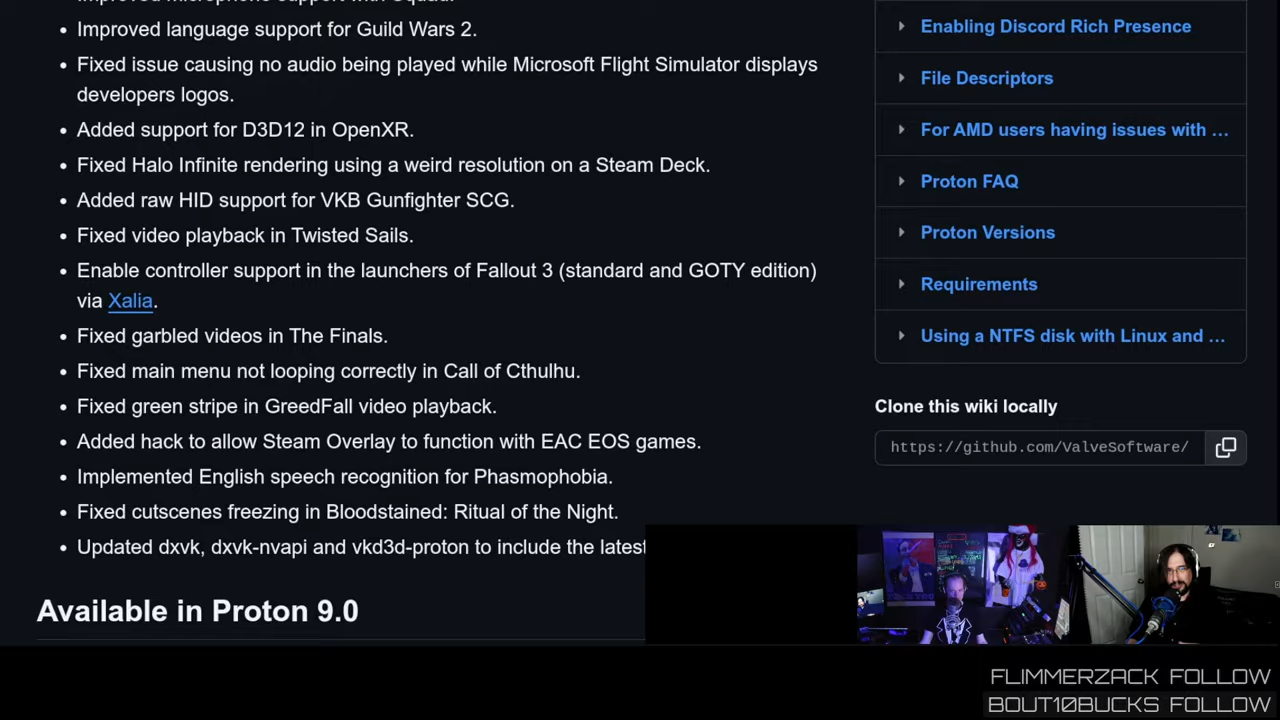 Improved microphone support with Squad.
Improved language support for Guild Wars 2.
Fixed issue causing no audio being played while Microsoft Flight Simulator displays
developers logos.
Added support for D3D12 in OpenXR.
Fixed Halo Infinite rendering using a weird resolution on a Steam Deck.
Added raw HID support for VKB Gunfighter SCG.
Fixed video playback in Twisted Sails.
Enable controller support in the launchers of Fallout 3 (standard and GOTY edition)
via Xalia.
Fixed garbled videos in The Finals.
Fixed main menu not looping correctly in Call of Cthulhu.
Fixed green stripe in GreedFall video playback.
Added hack to allow Steam Overlay to function with EAC EOS games.
Implemented English speech recognition for Phasmophobia.
Fixed cutscenes freezing in Bloodstained: Ritual of the Night.
Updated dxvk, dxvk-nvapi and vkd3d-proton to include the latest
Available in Proton 9.0
Enabling Discord Rich Presence
File Descriptors
For AMD users having issues with ...
Proton FAQ
Proton Versions
Requirements
Using a NTFS disk with Linux and ...
Clone this wiki locally
https://github.com/ValveSoftware/
FLIMMERZACK FOLLOW
BOUT10BUCKS FOLLOW